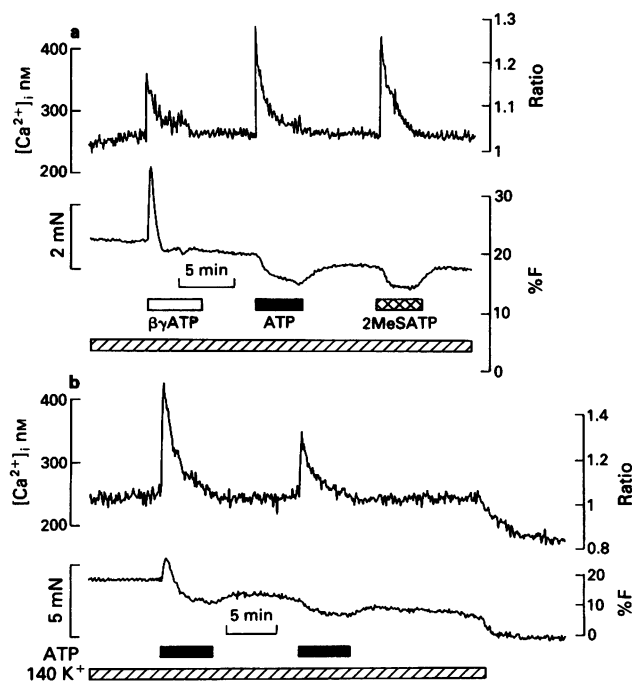 a
400
300
200
[Ca²⁺]ᵢ nM
1.3
1.2
1.1
1
Ratio
2 mN
30
20
10
0
%F
5 min
βγATP
ATP
2MeSATP
b
400
300
200
[Ca²⁺]ᵢ nM
1.4
1.2
1
0.8
Ratio
5 mN
20
10
0
%F
5 min
ATP
140 K⁺